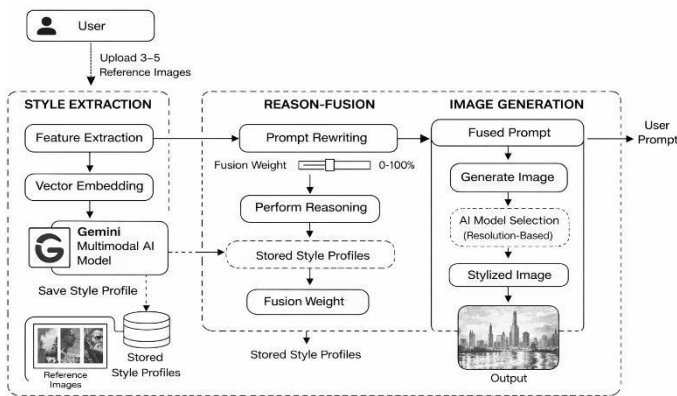 User
Upload 3–5
Reference Images
STYLE EXTRACTION
Feature Extraction
Vector Embedding
Gemini
Multimodal AI
Model
Save Style Profile
Reference
Images
Stored
Style Profiles
REASON-FUSION
Prompt Rewriting
Fusion Weight
0-100%
Perform Reasoning
Stored Style Profiles
Fusion Weight
Stored Style Profiles
IMAGE GENERATION
Fused Prompt
Generate Image
AI Model Selection
(Resolution-Based)
Stylized Image
Output
User
Prompt